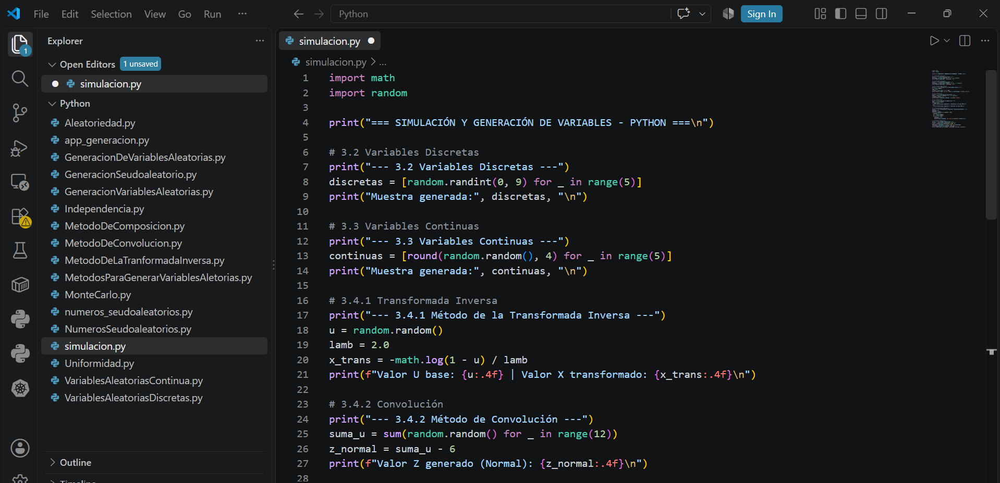 File Edit Selection View Go Run ...
Python
Sign In
Explorer
Open Editors 1 unsaved
simulacion.py
Python
Aleatoriedad.py
app_generacion.py
GeneracionDeVariablesAleatorias.py
GeneracionSeudoaleatorio.py
GeneracionVariablesAleatorias.py
Independencia.py
MetodoDeComposicion.py
MetodoDeConvolucion.py
MetodoDeLaTranformadaInversa.py
MetodosParaGenerarVariablesAletorias.py
MonteCarlo.py
numeros_seudoaleatorios.py
NumerosSeudoaleatorios.py
simulacion.py
Uniformidad.py
VariablesAleatoriasContinua.py
VariablesAleatoriasDiscretas.py
Outline
Timeline
1
simulacion.py
simulacion.py > ...
1 import math
2 import random
3
4 print("=== SIMULACIÓN Y GENERACIÓN DE VARIABLES - PYTHON ===\n")
5
6 # 3.2 Variables Discretas
7 print("--- 3.2 Variables Discretas ---")
8 discretas = [random.randint(0, 9) for _ in range(5)]
9 print("Muestra generada:", discretas, "\n")
10
11 # 3.3 Variables Continuas
12 print("--- 3.3 Variables Continuas ---")
13 continuas = [round(random.random(), 4) for _ in range(5)]
14 print("Muestra generada:", continuas, "\n")
15
16 # 3.4.1 Transformada Inversa
17 print("--- 3.4.1 Método de la Transformada Inversa ---")
18 u = random.random()
19 lamb = 2.0
20 x_trans = -math.log(1 - u) / lamb
21 print(f"Valor U base: {u:.4f} | Valor X transformado: {x_trans:.4f}\n")
22
23 # 3.4.2 Convolución
24 print("--- 3.4.2 Método de Convolución ---")
25 suma_u = sum(random.random() for _ in range(12))
26 z_normal = suma_u - 6
27 print(f"Valor Z generado (Normal): {z_normal:.4f}\n")
28